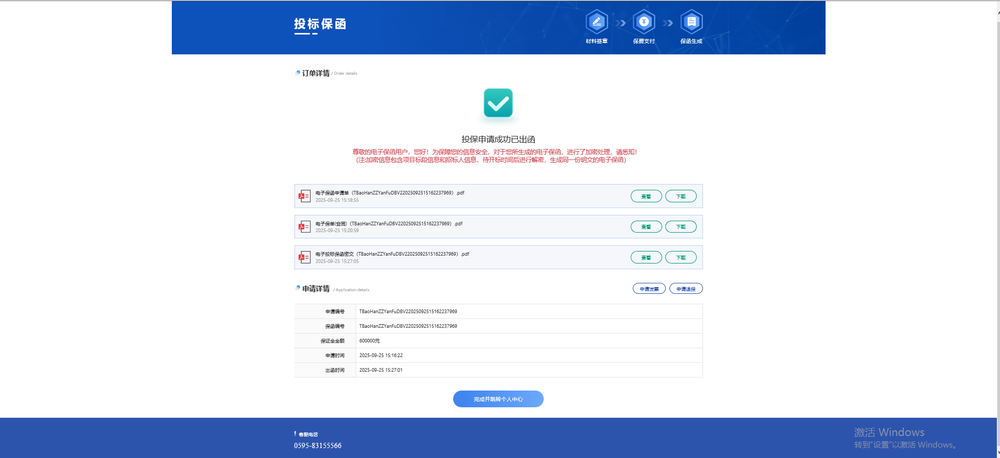 投标保函
材料签章
保费支付
保函生成
订单详情 / Order details
投保申请成功已出函
尊敬的电子保函用户，您好！为保障您的信息安全，对于您所生成的电子保函，进行了加密处理，请悉知！
（注:加密信息包含项目标段信息和招标人信息，待开标时间后进行解密，生成同一份明文的电子保函）
电子保函申请单（TBaoHanZZYanFuDBV22025092515162237969）.pdf
2025-09-25 15:18:55
查看 下载
电子保单(合同)（TBaoHanZZYanFuDBV22025092515162237969）.pdf
2025-09-25 15:20:59
查看 下载
电子投标保函密文（TBaoHanZZYanFuDBV22025092515162237969）.pdf
2025-09-25 15:27:05
查看 下载
申请详情 / Application details
申请发票 申请退保
申请编号 TBaoHanZZYanFuDBV22025092515162237969
保函编号 TBaoHanZZYanFuDBV22025092515162237969
保证金金额 600000元
申请时间 2025-09-25 15:16:22
出函时间 2025-09-25 15:27:01
完成并跳转个人中心
客服电话
0595-83155566
激活 Windows
转到"设置"以激活 Windows。